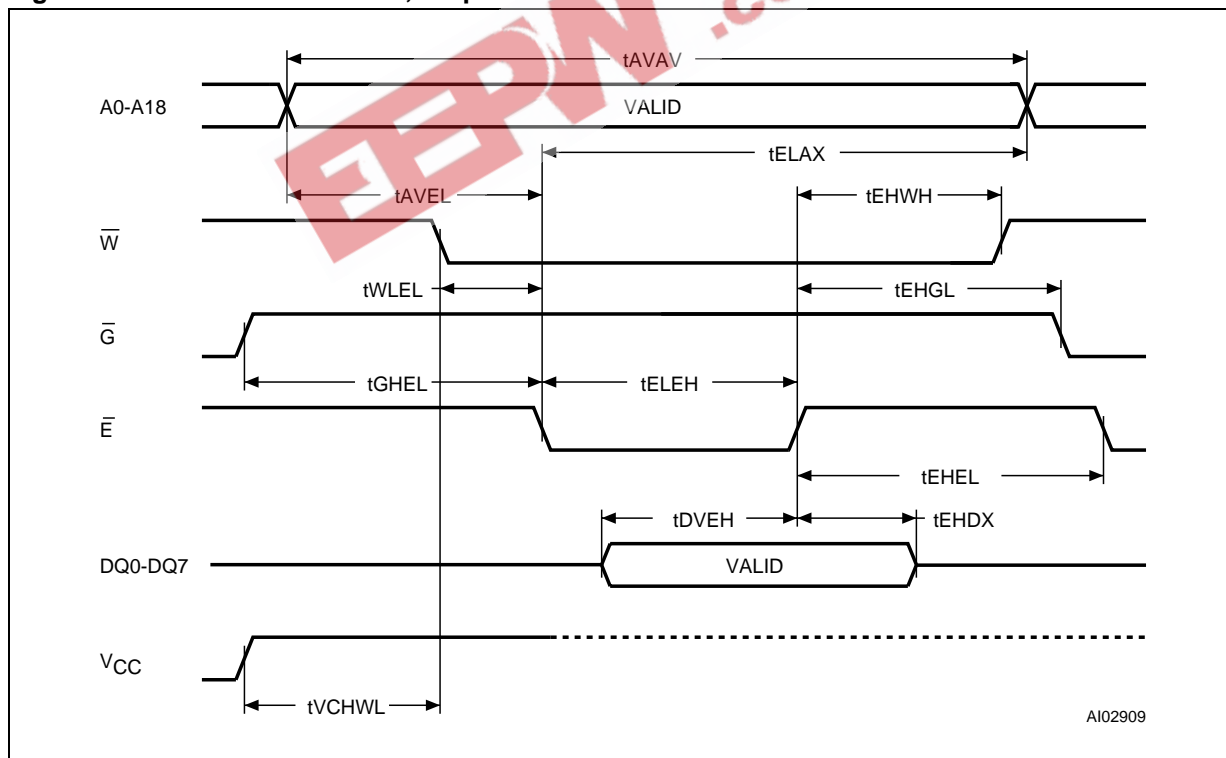 tAVAV
A0-A18
VALID
tELAX
tAVEL
tEHWH
W̅
tWLEL
tEHGL
G̅
tGHEL
tELEH
E̅
tEHEL
tDVEH
tEHDX
DQ0-DQ7
VALID
VCC
tVCHWL
AI02909
EEPW